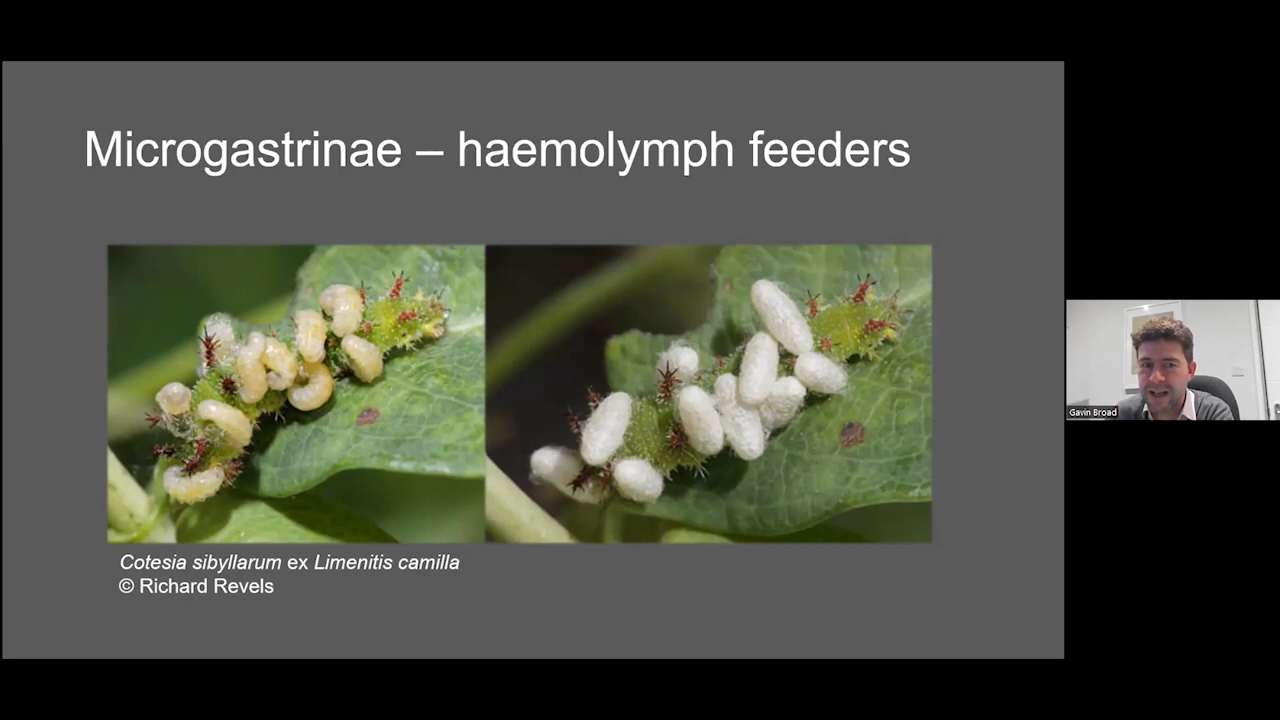 Microgastrinae – haemolymph feeders
Cotesia sibyllarum ex Limenitis camilla
© Richard Revels
Gavin Broad